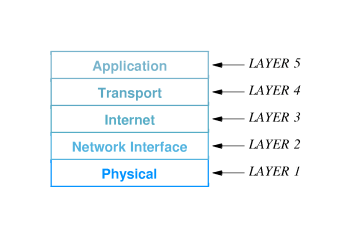 Application LAYER 5
Transport LAYER 4
Internet LAYER 3
Network Interface LAYER 2
Physical LAYER 1